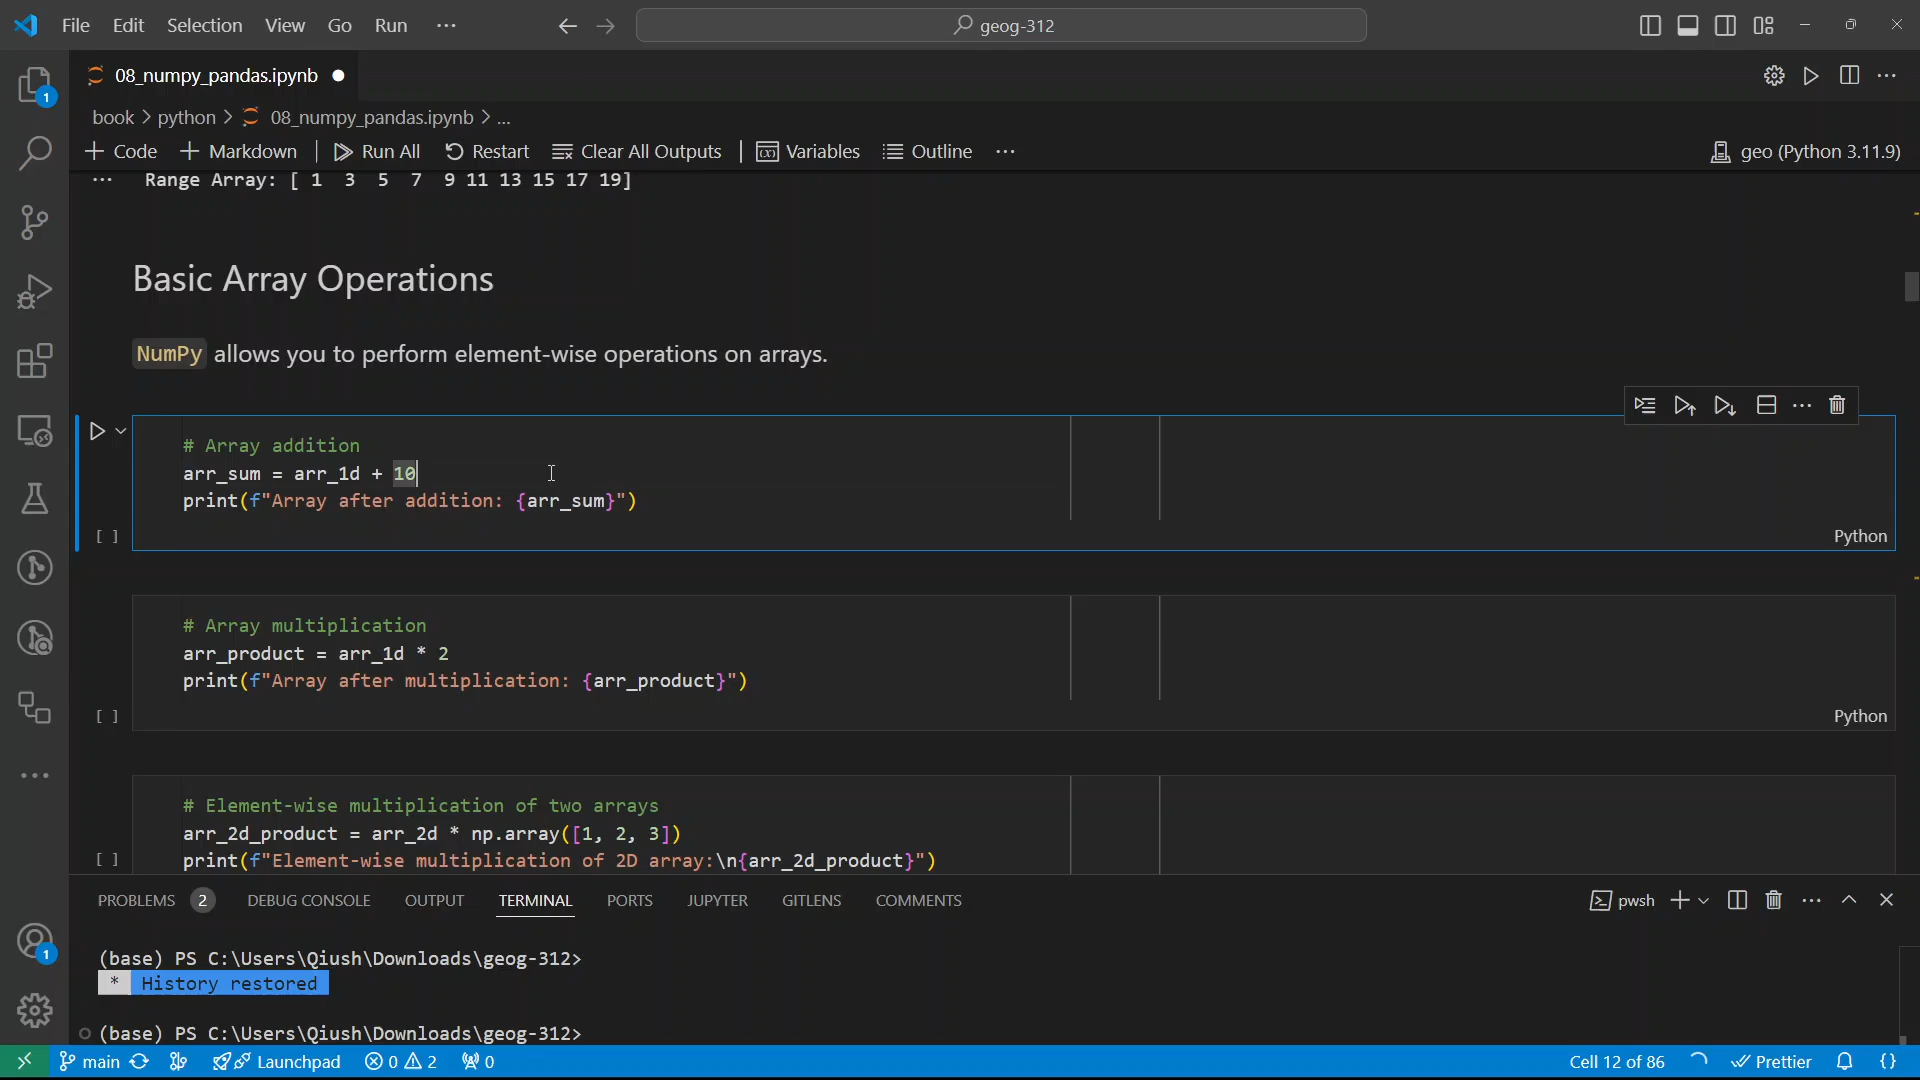 File Edit Selection View Go Run ...
geog-312
08_numpy_pandas.ipynb
1
book > python > 08_numpy_pandas.ipynb > ...
+ Code + Markdown | Run All Restart Clear All Outputs | Variables Outline ...
geo (Python 3.11.9)
... Range Array: [ 1 3 5 7 9 11 13 15 17 19]
Basic Array Operations
NumPy allows you to perform element-wise operations on arrays.
# Array addition
arr_sum = arr_1d + 10
print(f"Array after addition: {arr_sum}")
[ ]
Python
# Array multiplication
arr_product = arr_1d * 2
print(f"Array after multiplication: {arr_product}")
[ ]
Python
# Element-wise multiplication of two arrays
arr_2d_product = arr_2d * np.array([1, 2, 3])
[ ]
print(f"Element-wise multiplication of 2D array:\n{arr_2d_product}")
PROBLEMS 2 DEBUG CONSOLE OUTPUT TERMINAL PORTS JUPYTER GITLENS COMMENTS
pwsh
(base) PS C:\Users\Qiush\Downloads\geog-312>
* History restored
1
(base) PS C:\Users\Qiush\Downloads\geog-312>
main Launchpad 0 2 0
Cell 12 of 86 Prettier {}